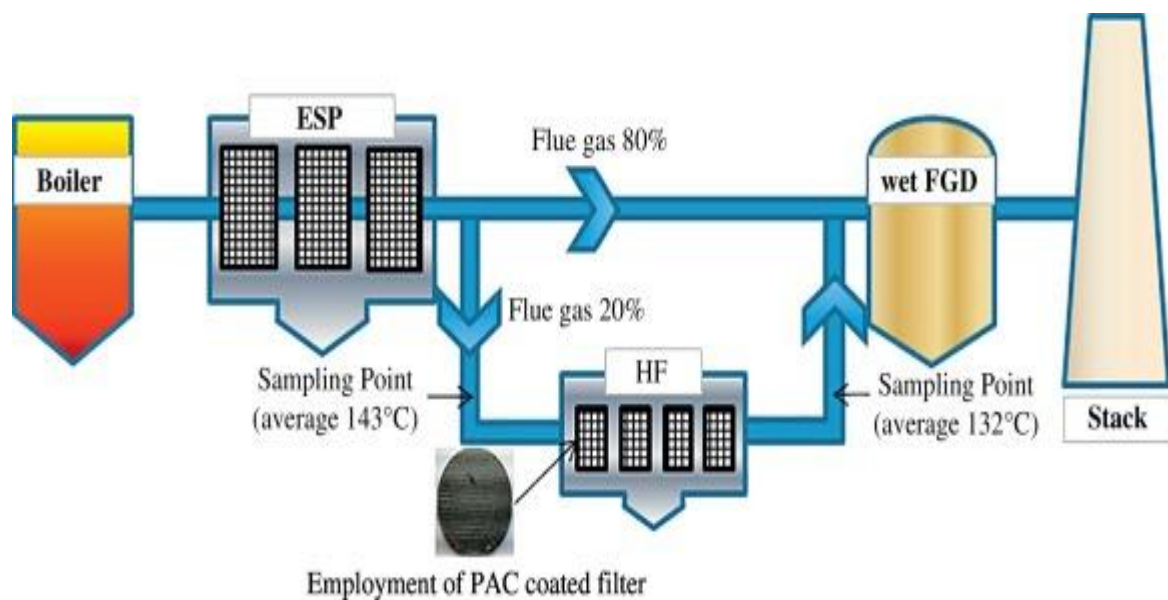 ESP
Flue gas 80%
Boiler
wet FGD
Flue gas 20%
Sampling Point
(average 143°C)
HF
Sampling Point
(average 132°C)
Stack
Employment of PAC coated filter